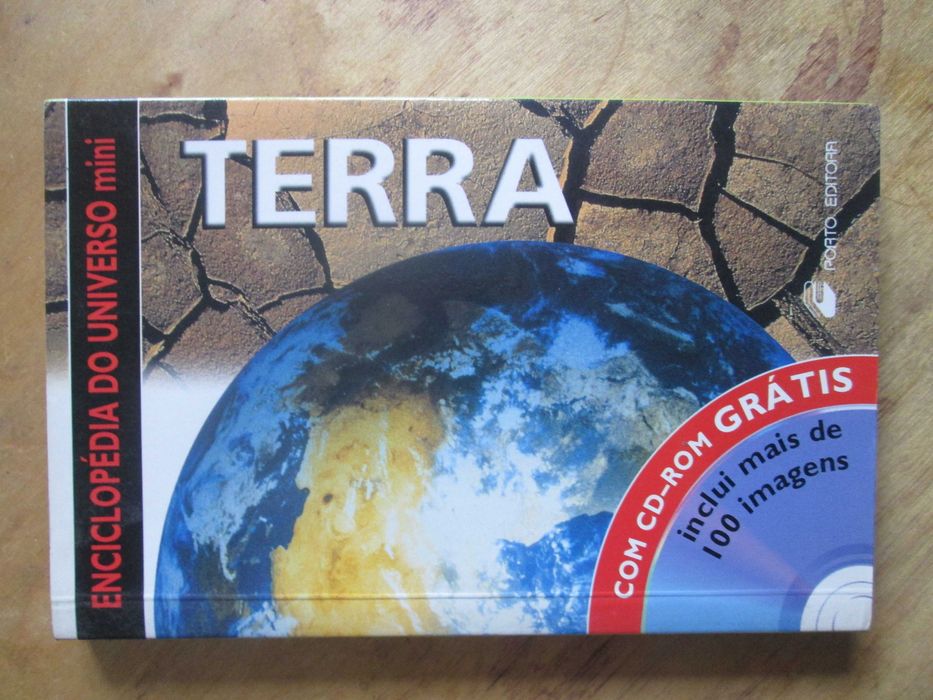 ENCICLOPÉDIA DO UNIVERSO mini
TERRA
PORTO EDITORA
COM CD-ROM GRÁTIS
inclui mais de
100 imagens